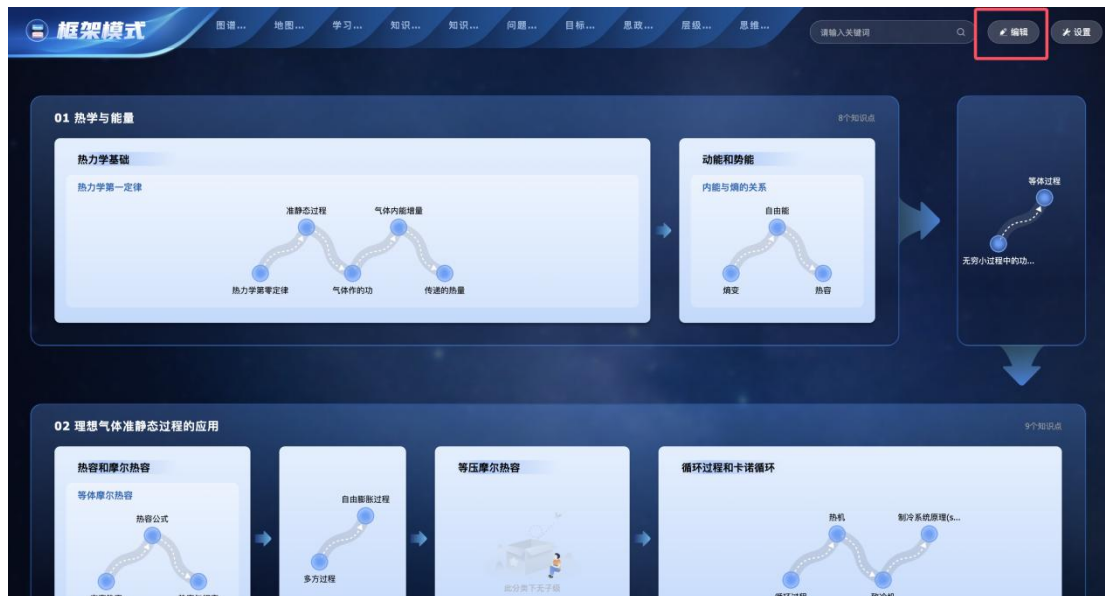 框架模式
图谱... 地图... 学习... 知识... 知识... 问题... 目标... 思政... 层级... 思维...
请输入关键词
编辑
设置
01 热学与能量
8个知识点
热力学基础
热力学第一定律
准静态过程
气体内能增量
热力学第零定律
气体作的功
传递的热量
动能和势能
内能与熵的关系
自由能
熵变
热容
等体过程
无穷小过程中的功...
02 理想气体准静态过程的应用
9个知识点
热容和摩尔热容
等体摩尔热容
热容公式
自由膨胀过程
多方过程
等压摩尔热容
此分类下无子级
循环过程和卡诺循环
热机
制冷系统原理(s...
循环过程
致冷机